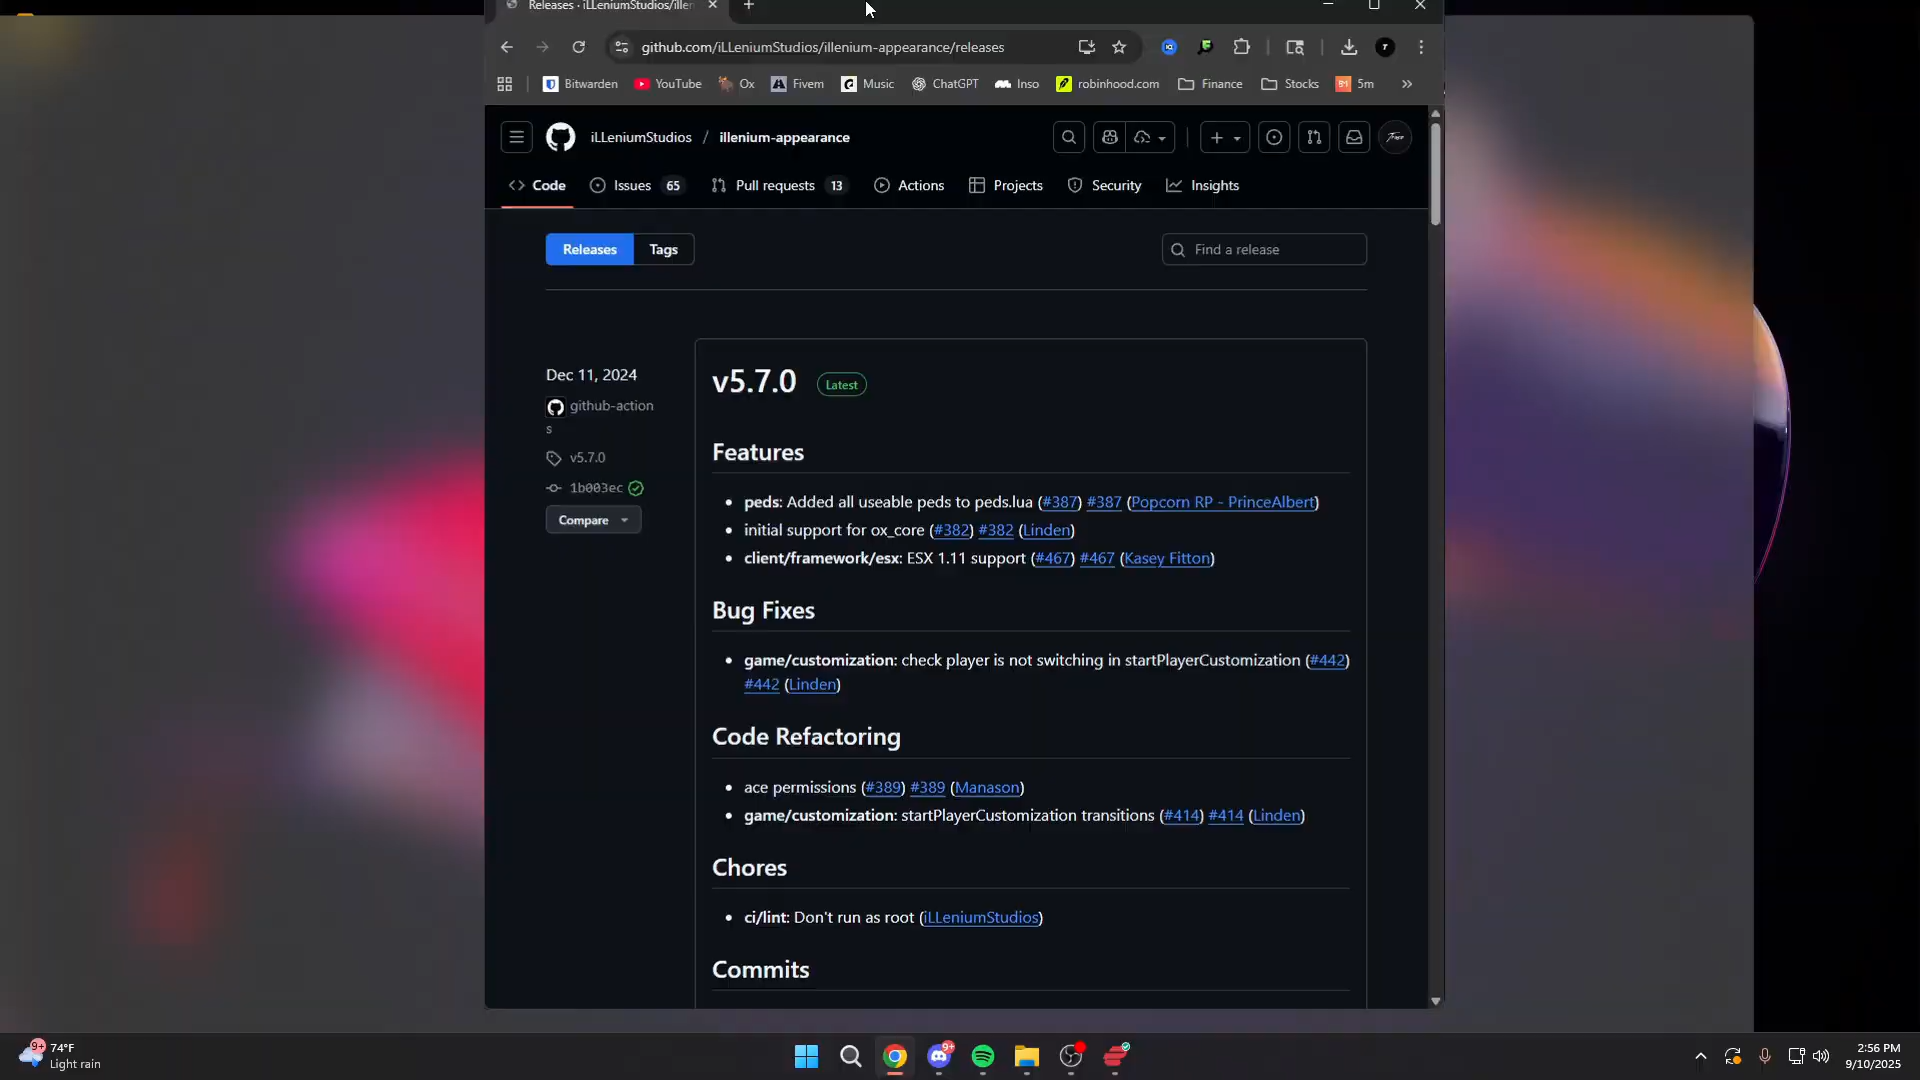 Releases · iLLeniumStudios/iller
github.com/iLLeniumStudios/illenium-appearance/releases
Bitwarden YouTube Ox Fivem Music ChatGPT Inso robinhood.com Finance Stocks 5m »
iLLeniumStudios / illenium-appearance
Code Issues 65 Pull requests 13 Actions Projects Security Insights
Releases Tags Find a release
Dec 11, 2024
github-action
s
v5.7.0
1b003ec
Compare
v5.7.0 Latest
Features
• peds: Added all useable peds to peds.lua (#387) #387 (Popcorn RP - PrinceAlbert)
• initial support for ox_core (#382) #382 (Linden)
• client/framework/esx: ESX 1.11 support (#467) #467 (Kasey Fitton)
Bug Fixes
• game/customization: check player is not switching in startPlayerCustomization (#442)
#442 (Linden)
Code Refactoring
• ace permissions (#389) #389 (Manason)
• game/customization: startPlayerCustomization transitions (#414) #414 (Linden)
Chores
• ci/lint: Don't run as root (iLLeniumStudios)
Commits
9+ 74°F
Light rain
9+
2:56 PM
9/10/2025